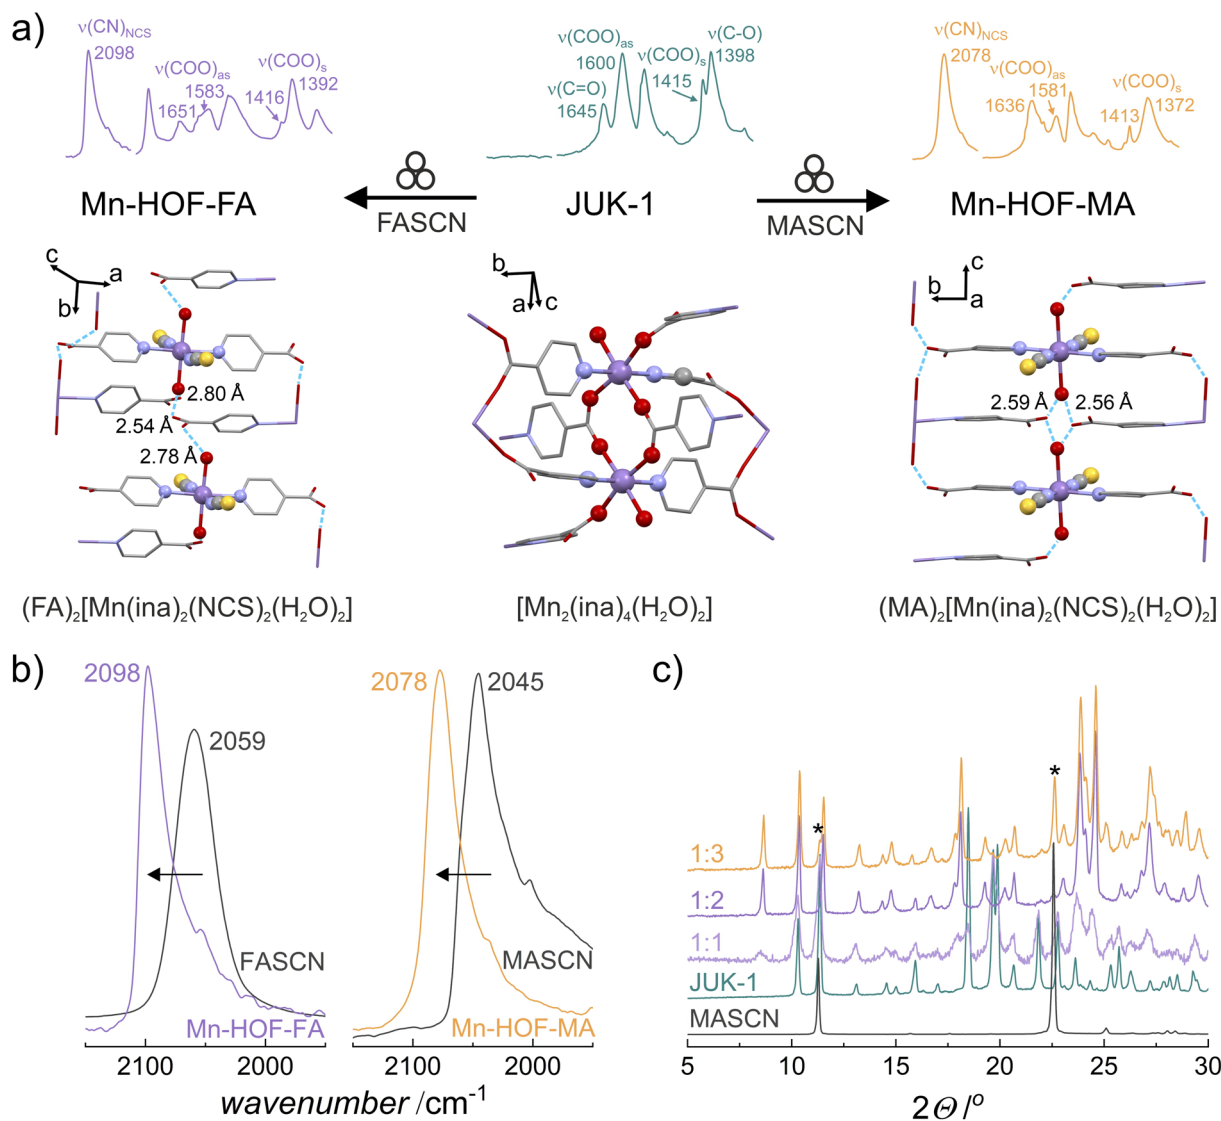 a)
ν(CN)NCS
2098
ν(COO)as
1583
1651
ν(COO)s
1416
1392
ν(COO)as
1600
ν(C=O)
1645
ν(COO)s
1415
ν(C-O)
1398
ν(CN)NCS
2078
ν(COO)as
1636
1581
ν(COO)s
1413
1372
Mn-HOF-FA
FASCN
JUK-1
MASCN
Mn-HOF-MA
c
a
b
2.80 Å
2.54 Å
2.78 Å
b
a
c
c
b
a
2.59 Å
2.56 Å
(FA)2[Mn(ina)2(NCS)2(H2O)2]
[Mn2(ina)4(H2O)2]
(MA)2[Mn(ina)2(NCS)2(H2O)2]
b)
2098
2059
FASCN
Mn-HOF-FA
2078
2045
MASCN
Mn-HOF-MA
2100
2000
2100
2000
wavenumber /cm-1
c)
*
*
1:3
1:2
1:1
JUK-1
MASCN
5
10
15
20
25
30
2Θ /o